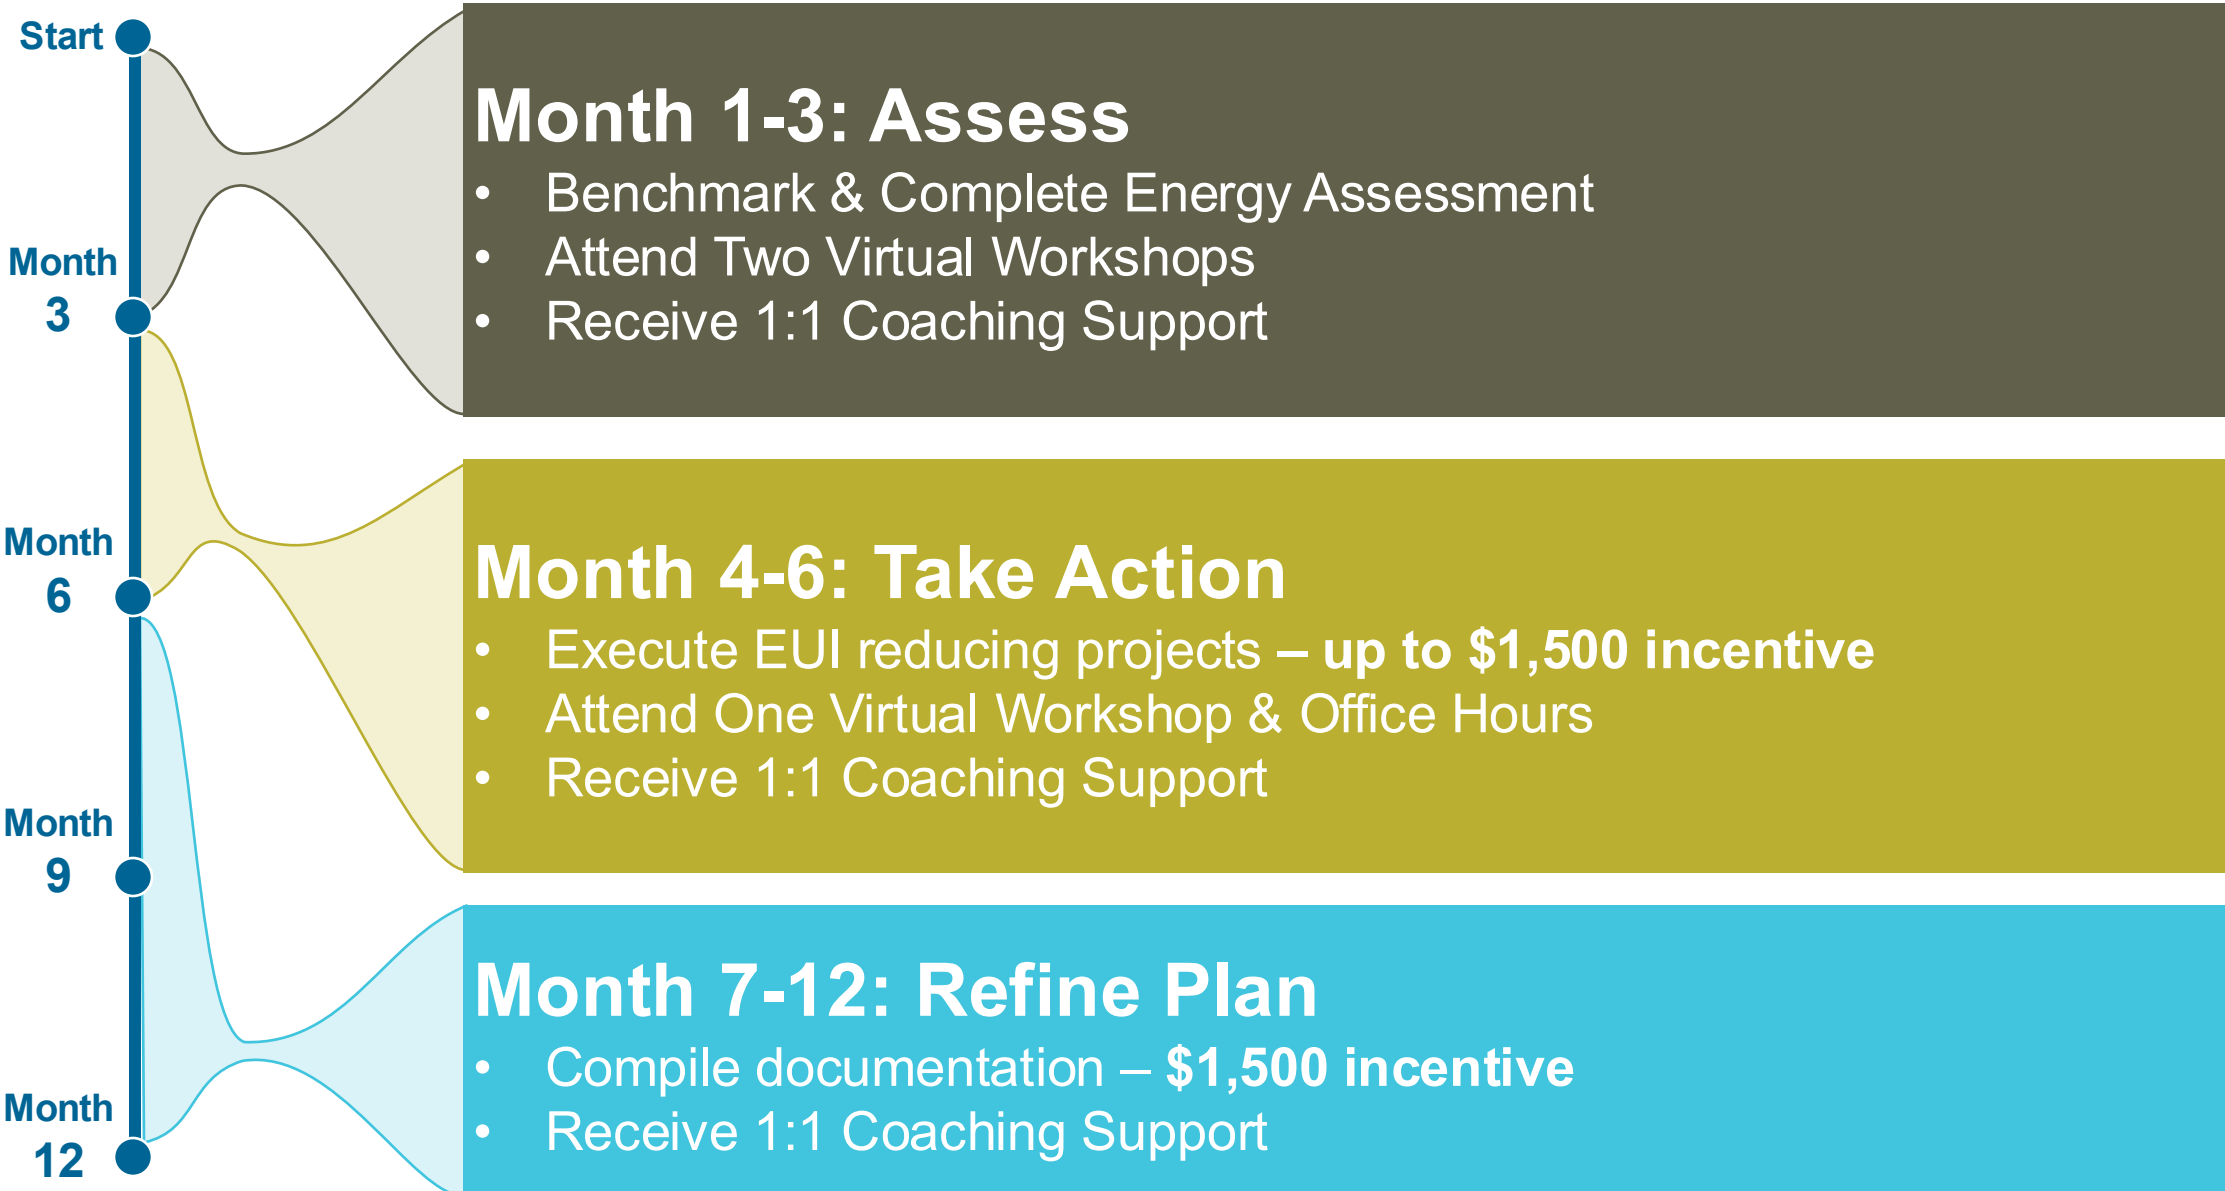 Start
Month
3
Month
6
Month
9
Month
12
Month 1-3: Assess
• Benchmark & Complete Energy Assessment
• Attend Two Virtual Workshops
• Receive 1:1 Coaching Support
Month 4-6: Take Action
• Execute EUI reducing projects – up to $1,500 incentive
• Attend One Virtual Workshop & Office Hours
• Receive 1:1 Coaching Support
Month 7-12: Refine Plan
• Compile documentation – $1,500 incentive
• Receive 1:1 Coaching Support